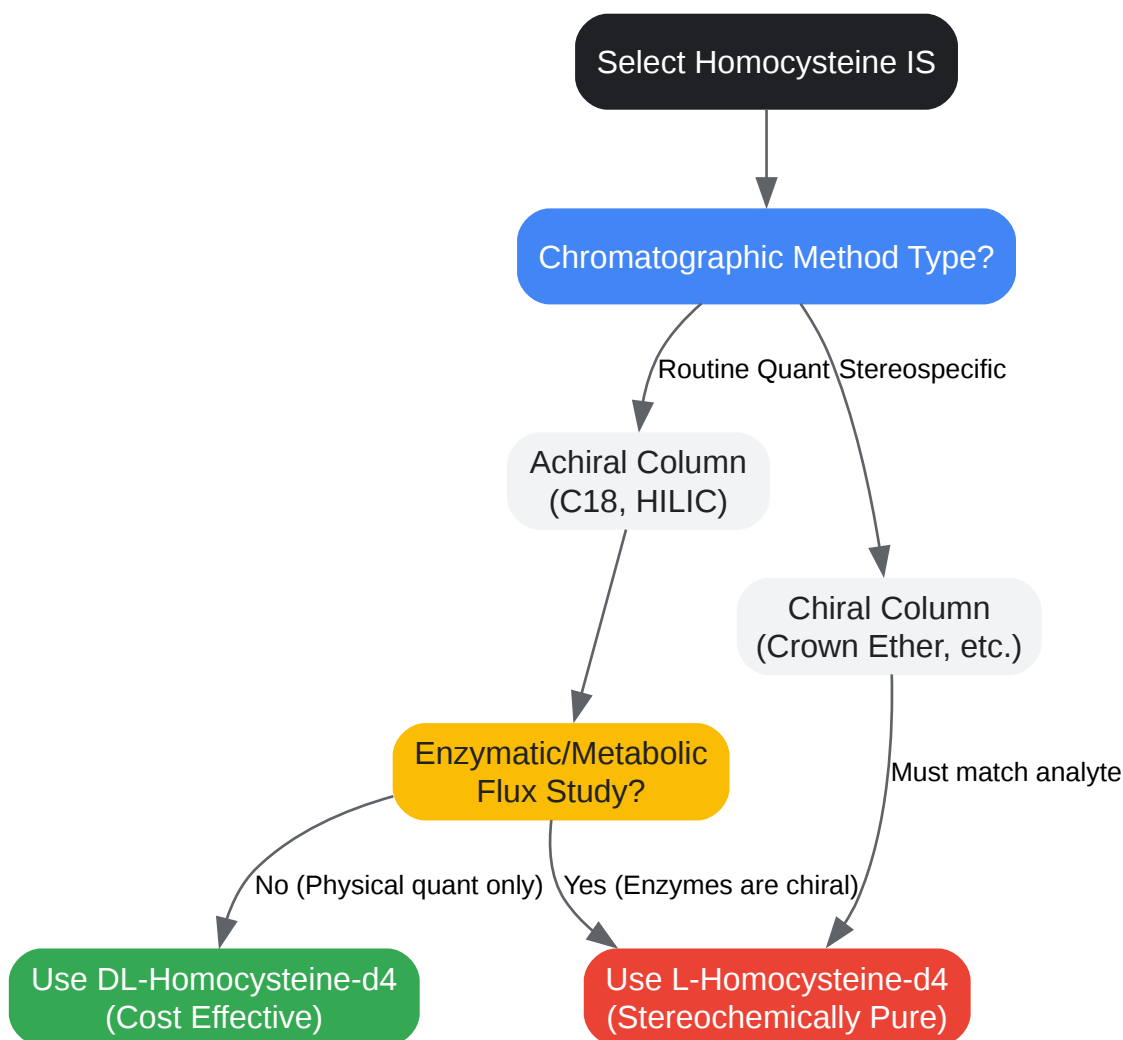 Select Homocysteine IS
Chromatographic Method Type?
Routine Quant
Stereospecific
Achiral Column
(C18, HILIC)
Chiral Column
(Crown Ether, etc.)
Enzymatic/Metabolic
Flux Study?
Must match analyte
No (Physical quant only)
Yes (Enzymes are chiral)
Use DL-Homocysteine-d4
(Cost Effective)
Use L-Homocysteine-d4
(Stereochemically Pure)